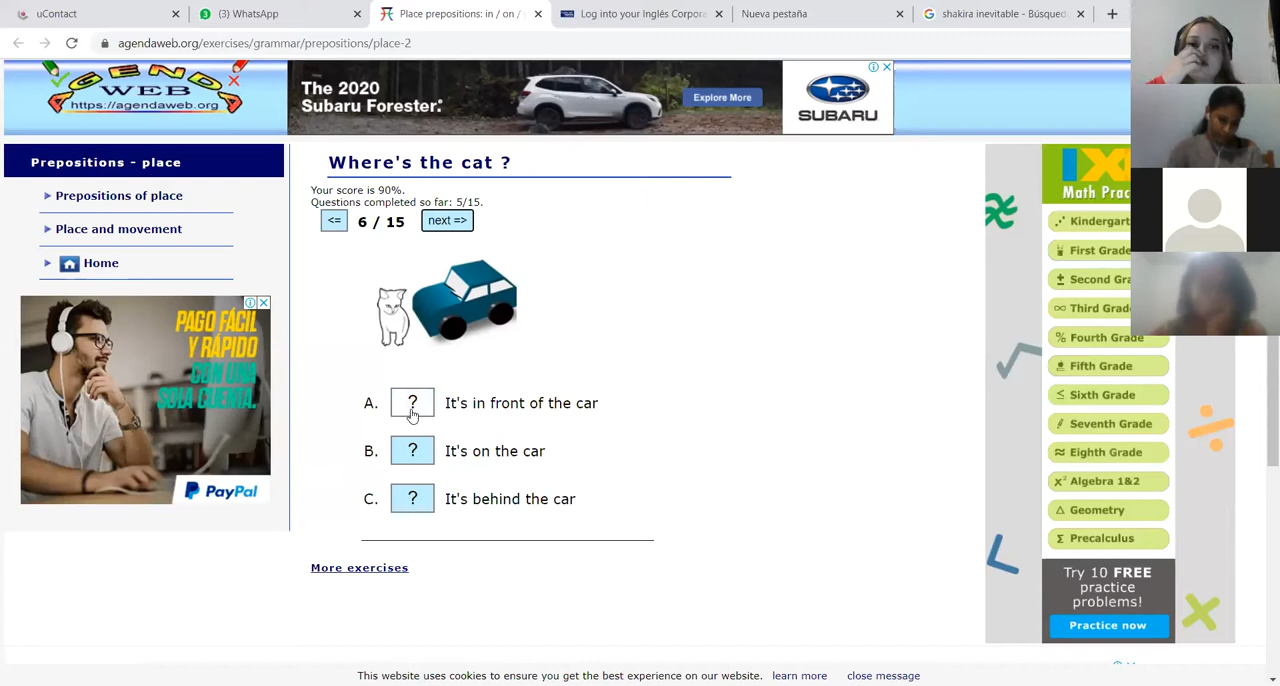 uContact
(3) WhatsApp
Place prepositions: in / on /
Log into your Inglés Corpora
Nueva pestaña
shakira inevitable - Búsqued
agendaweb.org/exercises/grammar/prepositions/place-2
AGENDA
WEB
https://agendaweb.org
The 2020
Subaru Forester.
Explore More
SUBARU
Prepositions - place
Prepositions of place
Place and movement
Home
PAGO FÁCIL
Y RÁPIDO
CON UNA
SOLA CUENTA.
PayPal
Where's the cat ?
Your score is 90%.
Questions completed so far: 5/15.
<=
6 / 15
next =>
A. ? It's in front of the car
B. ? It's on the car
C. ? It's behind the car
More exercises
IX
Math Prac
Kindergart
First Grade
Second Gra
Third Grade
Fourth Grade
Fifth Grade
Sixth Grade
Seventh Grade
Eighth Grade
Algebra 1&2
Geometry
Precalculus
Try 10 FREE
practice
problems!
Practice now
This website uses cookies to ensure you get the best experience on our website. learn more close message